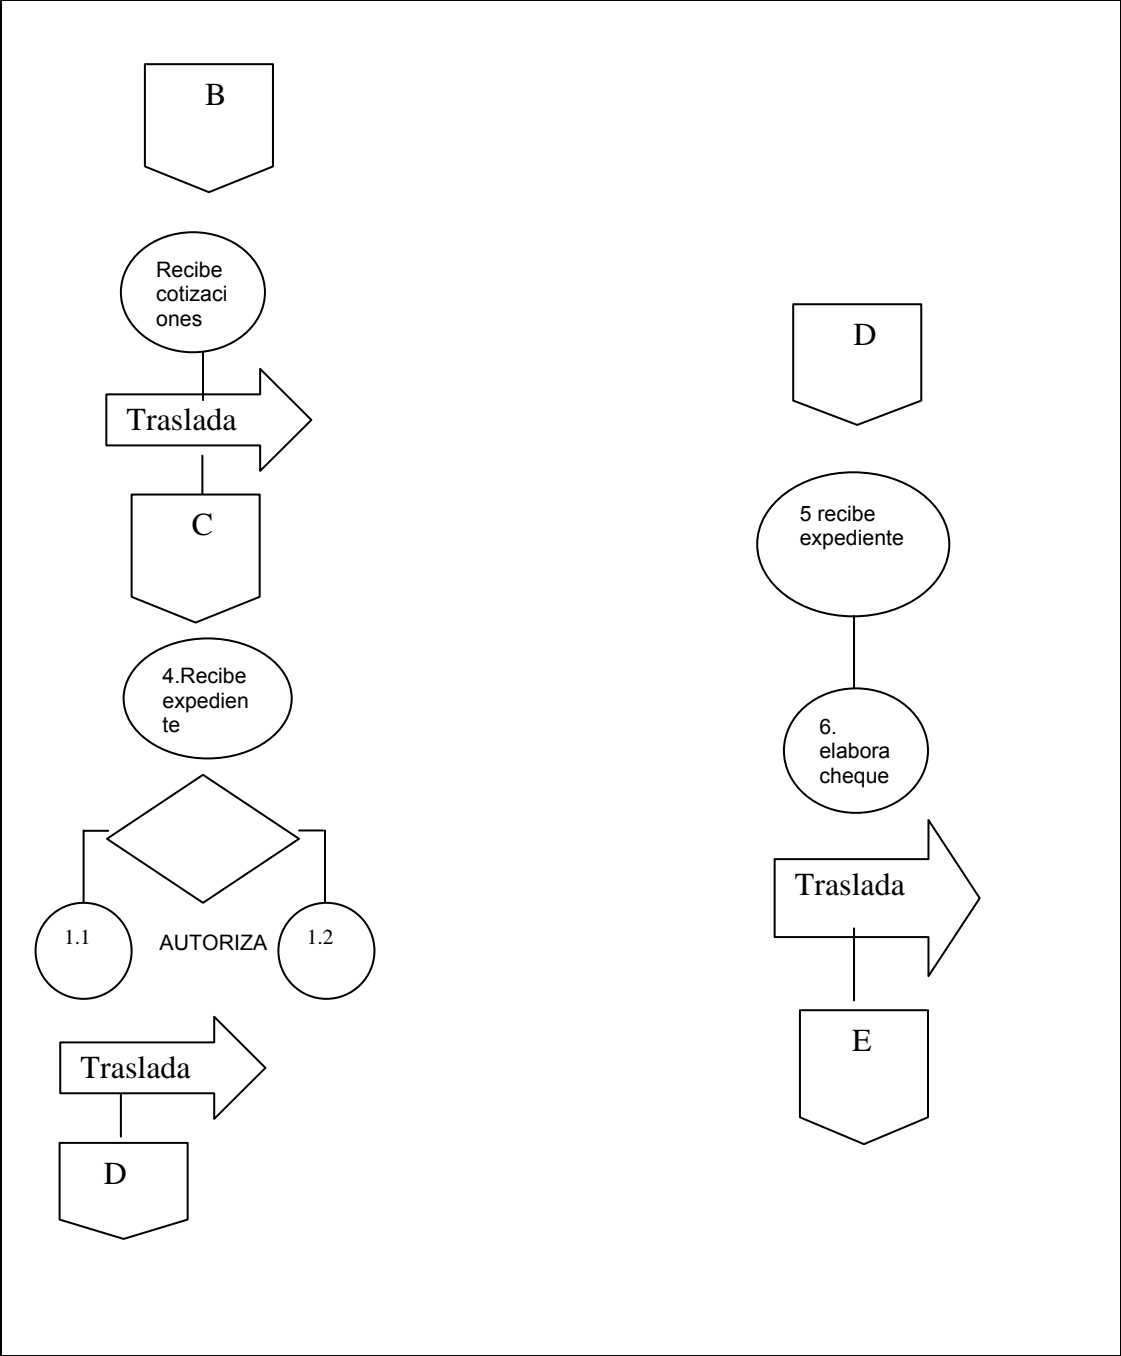 B
Recibe
cotizaci
ones
Traslada
C
4.Recibe
expedien
te
1.1
AUTORIZA
1.2
Traslada
D
D
5 recibe
expediente
6.
elabora
cheque
Traslada
E